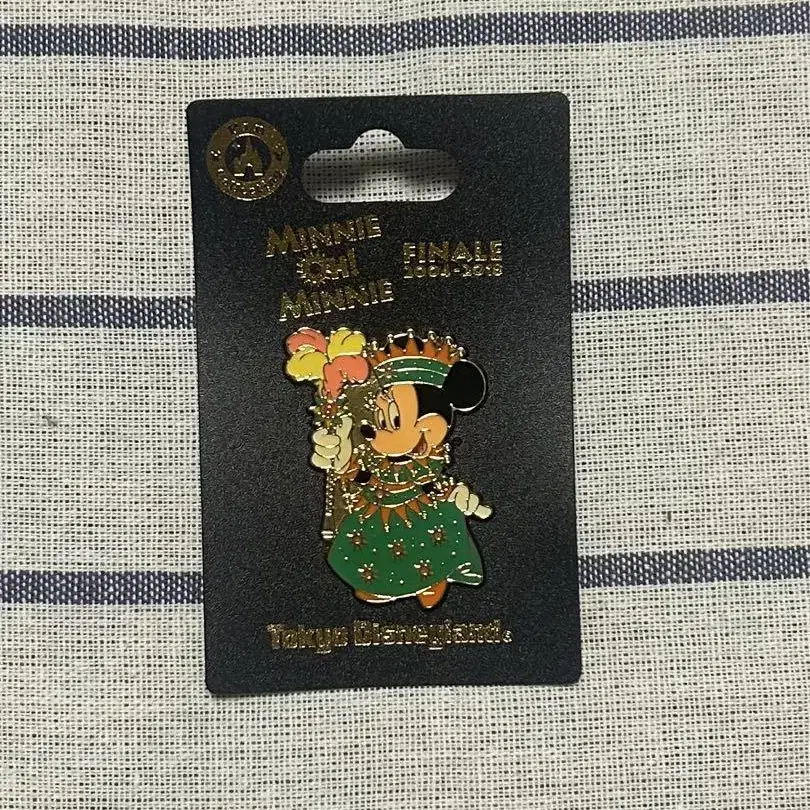 MINNIE
OH!
MINNIE
FINALE
2004-2018
Tokyo Disneyland®